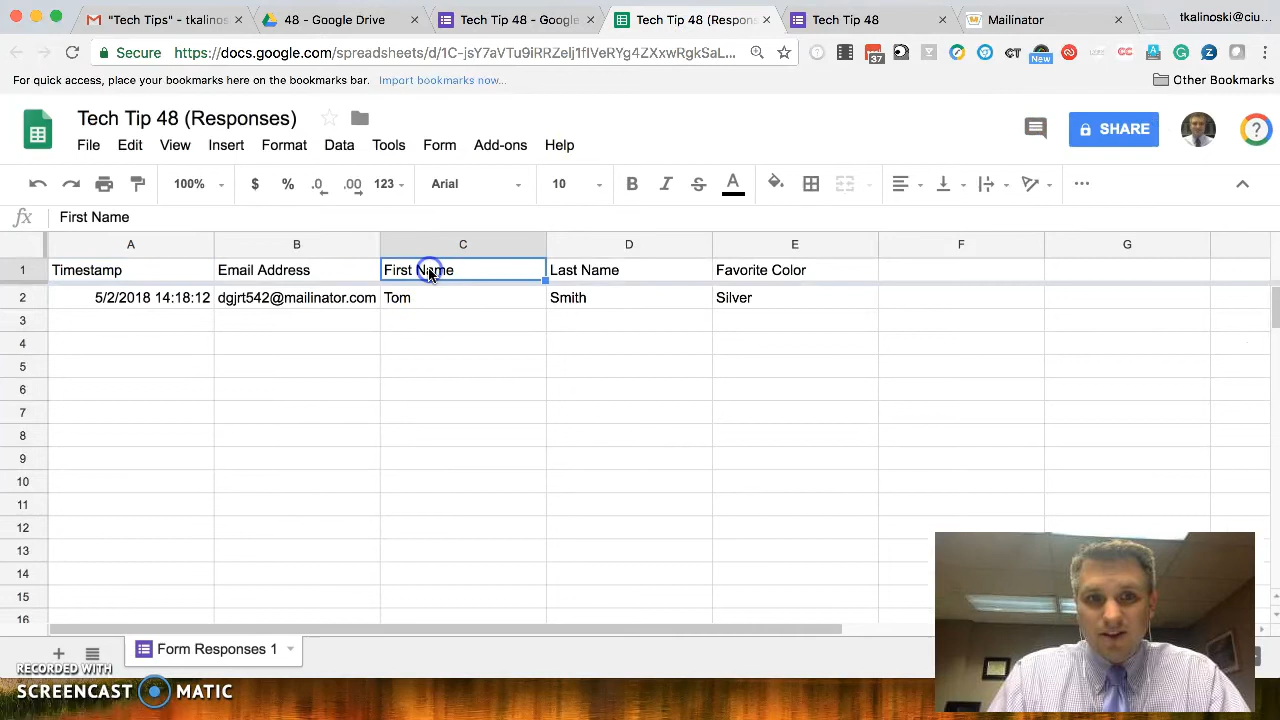 "Tech Tips" - tkalinos
48 - Google Drive
Tech Tip 48 - Google
Tech Tip 48 (Respons
Tech Tip 48
Mailinator
tkalinoski@ciu...
Secure
https://docs.google.com/spreadsheets/d/1C-jsY7aVTu9iRRZelj1flVeRYg4ZXxwRgkSaL...
37
New
For quick access, place your bookmarks here on the bookmarks bar.
Import bookmarks now...
Other Bookmarks
Tech Tip 48 (Responses)
SHARE
File Edit View Insert Format Data Tools Form Add-ons Help
100% $ % .0 .00 123 Arial 10 B I S A
fx First Name
A B C D E F G
1 Timestamp Email Address First Name Last Name Favorite Color
2 5/2/2018 14:18:12 dgjrt542@mailinator.com Tom Smith Silver
3
4
5
6
7
8
9
10
11
12
13
14
15
16
Form Responses 1
RECORDED WITH
SCREENCAST MATIC